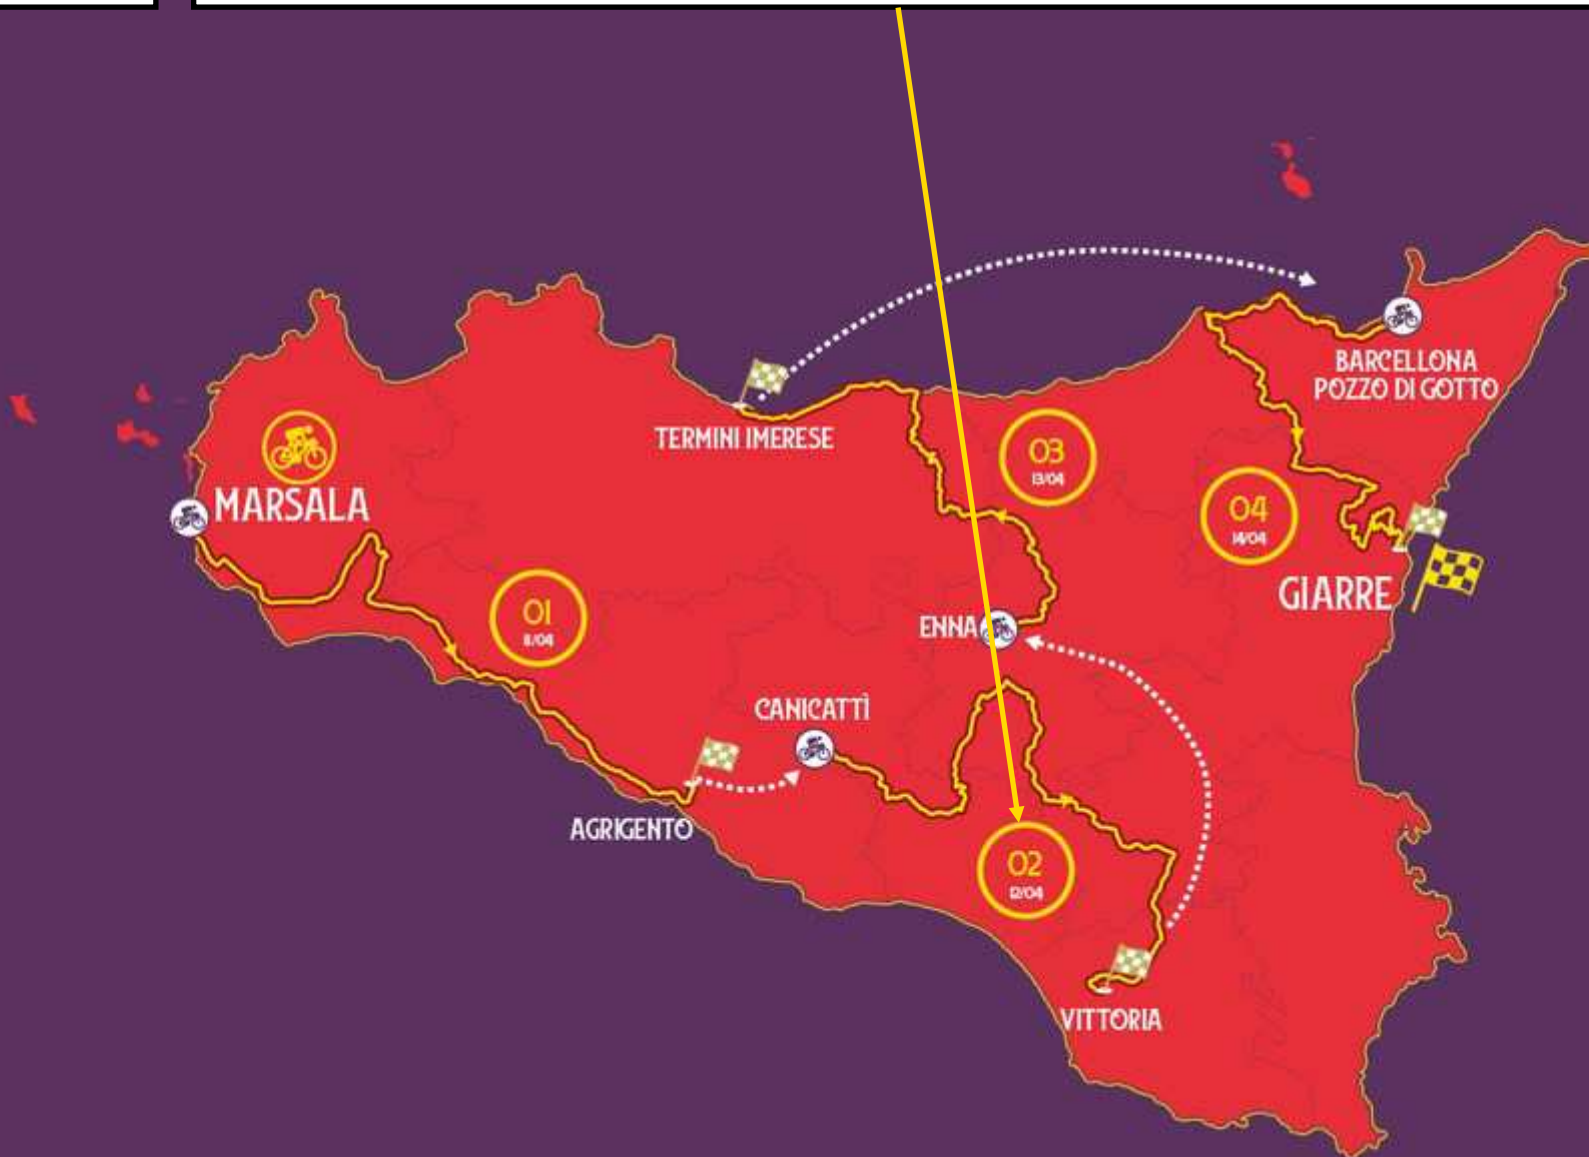 BARCELLONA
POZZO DI GOTTO
TERMINI IMERESE
03
13/04
MARSALA
04
14/04
GIARRE
01
11/04
ENNA
CANICATTÌ
AGRIGENTO
02
12/04
VITTORIA